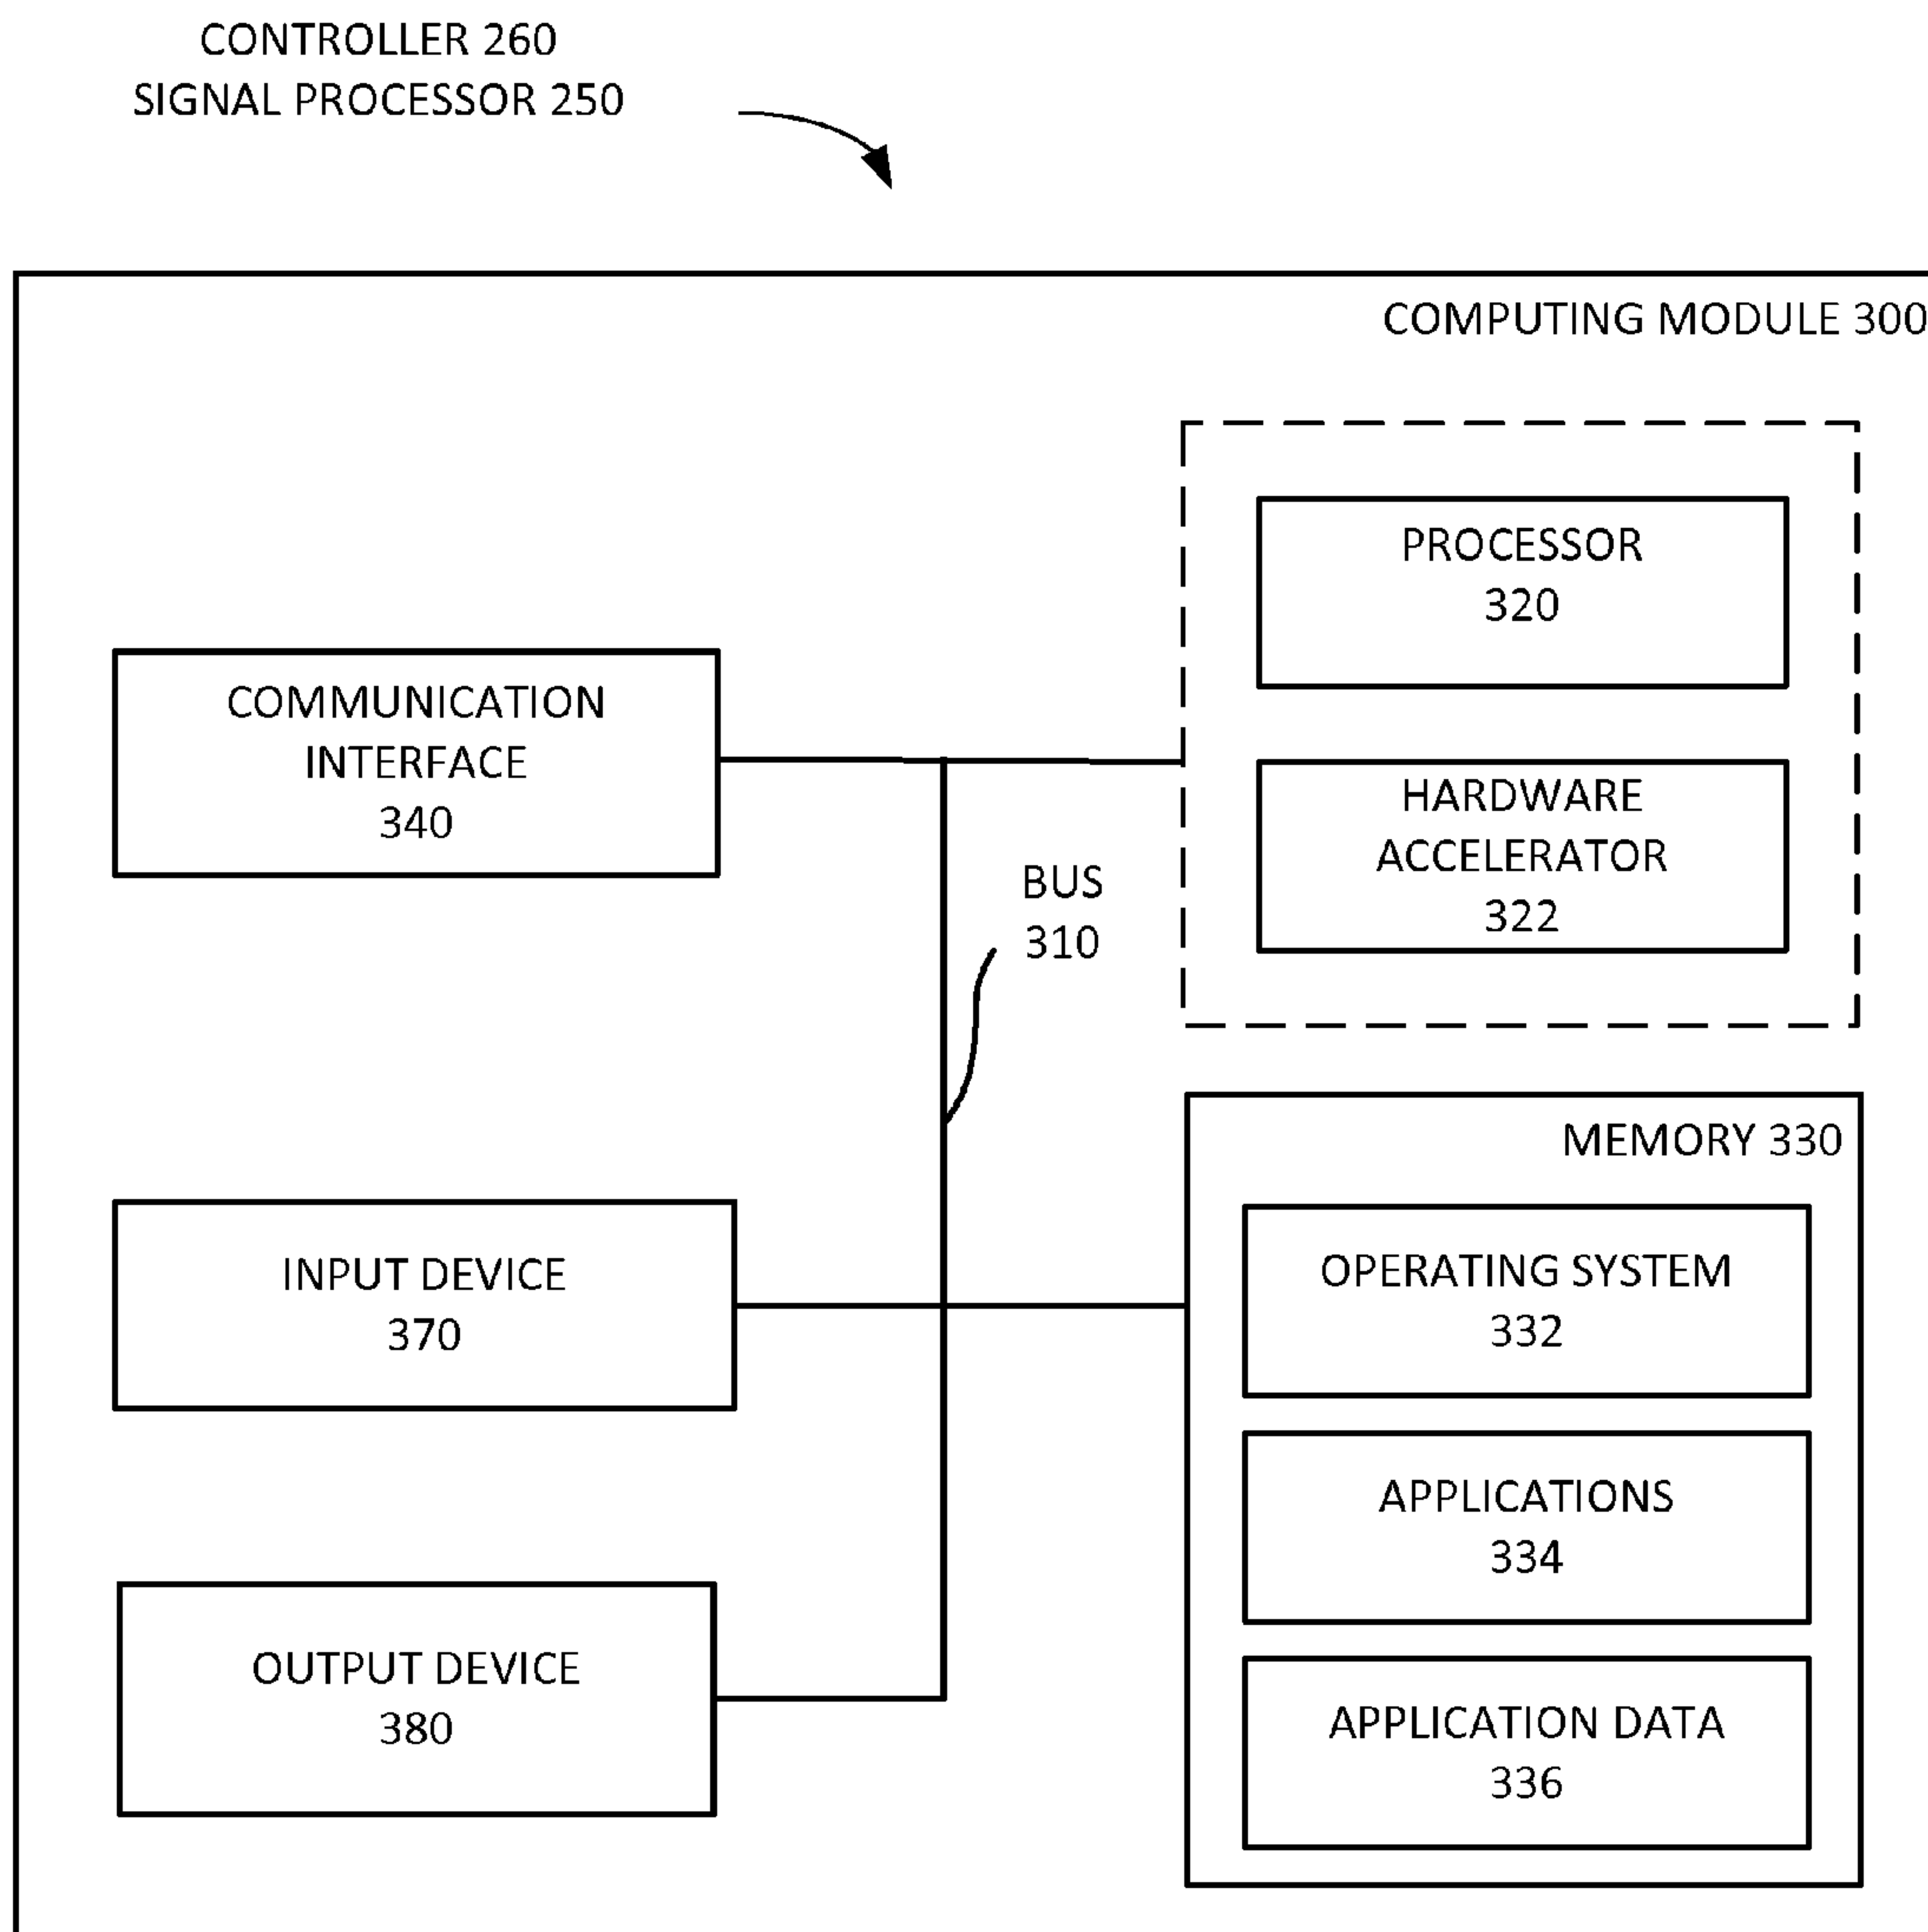 CONTROLLER 260
SIGNAL PROCESSOR 250
COMPUTING MODULE 300
PROCESSOR
320
COMMUNICATION
INTERFACE
340
HARDWARE
ACCELERATOR
322
BUS
310
MEMORY 330
INPUT DEVICE
370
OPERATING SYSTEM
332
APPLICATIONS
334
OUTPUT DEVICE
380
APPLICATION DATA
336